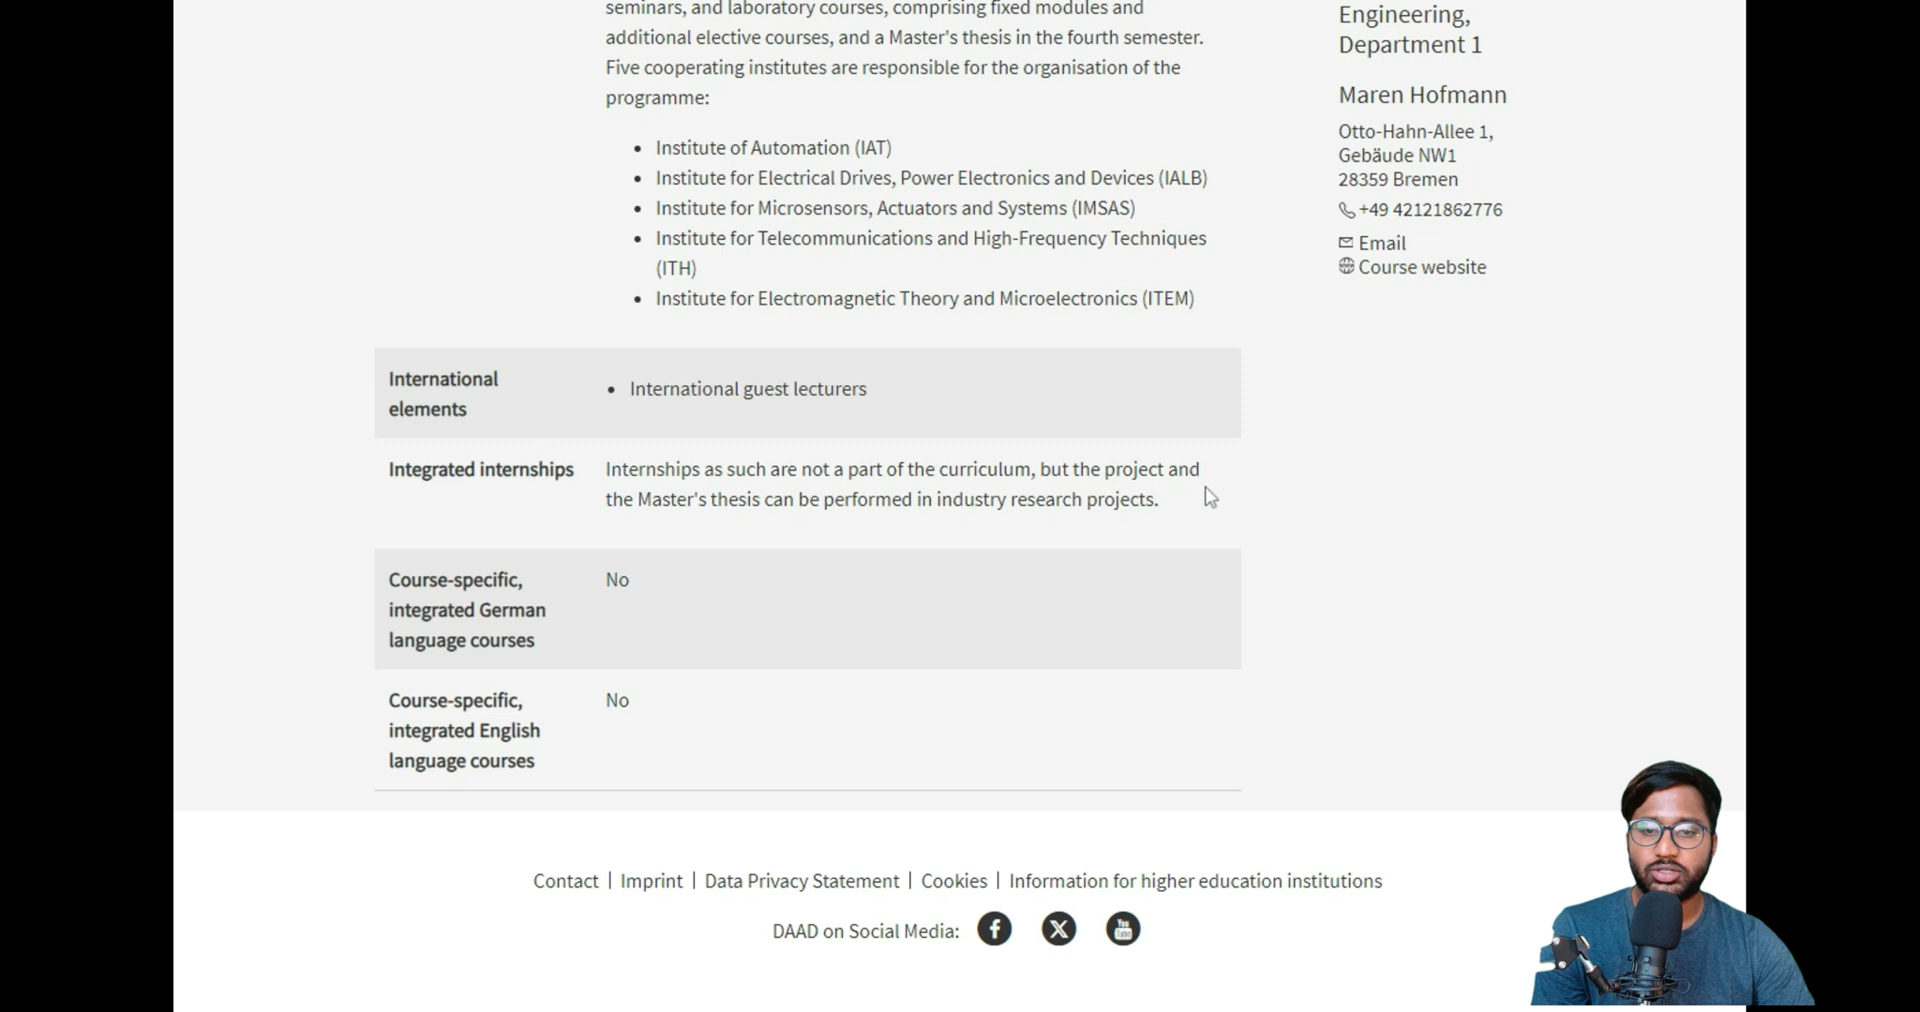 seminars, and laboratory courses, comprising fixed modules and
additional elective courses, and a Master's thesis in the fourth semester.
Five cooperating institutes are responsible for the organisation of the
programme:
• Institute of Automation (IAT)
• Institute for Electrical Drives, Power Electronics and Devices (IALB)
• Institute for Microsensors, Actuators and Systems (IMSAS)
• Institute for Telecommunications and High-Frequency Techniques
(ITH)
• Institute for Electromagnetic Theory and Microelectronics (ITEM)
International
elements
• International guest lecturers
Integrated internships
Internships as such are not a part of the curriculum, but the project and
the Master's thesis can be performed in industry research projects.
Course-specific,
integrated German
language courses
No
Course-specific,
integrated English
language courses
No
Engineering,
Department 1
Maren Hofmann
Otto-Hahn-Allee 1,
Gebäude NW1
28359 Bremen
+49 42121862776
Email
Course website
Contact | Imprint | Data Privacy Statement | Cookies | Information for higher education institutions
DAAD on Social Media: